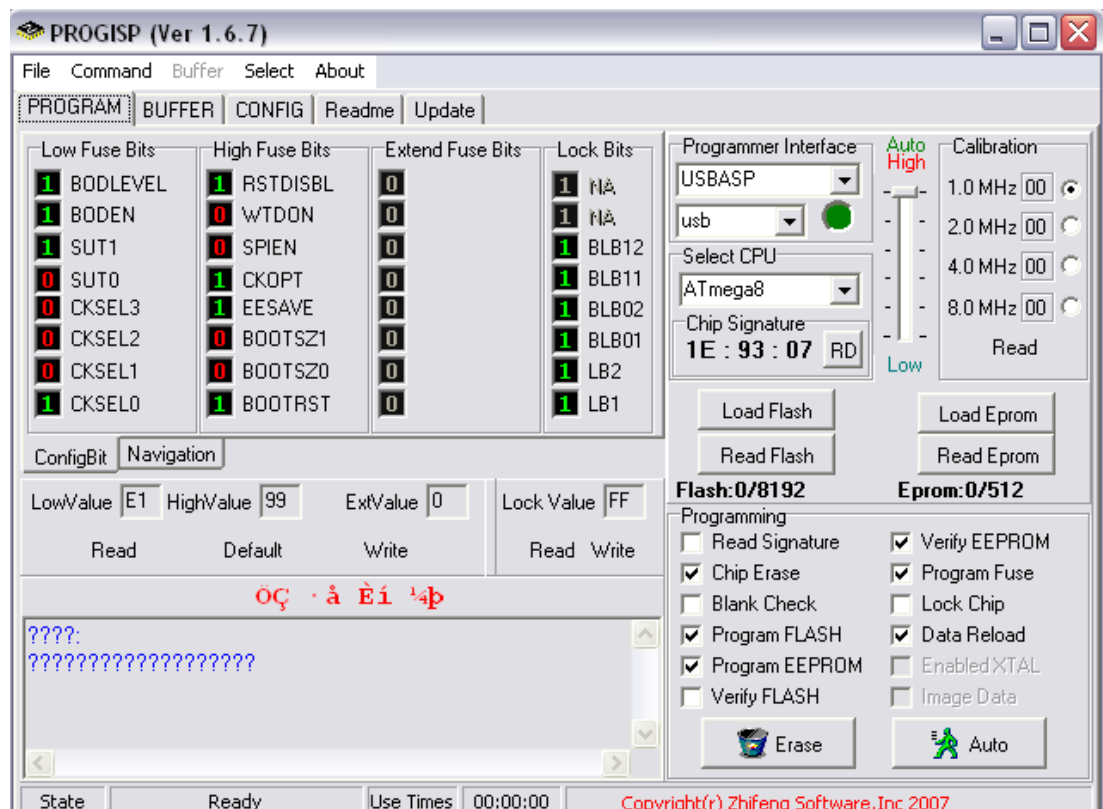 PROGISP (Ver 1.6.7)
File Command Buffer Select About
PROGRAM BUFFER CONFIG Readme Update
Low Fuse Bits
1 BODLEVEL
1 BODEN
1 SUT1
0 SUT0
0 CKSEL3
0 CKSEL2
0 CKSEL1
1 CKSEL0
High Fuse Bits
1 RSTDISBL
0 WTDON
0 SPIEN
1 CKOPT
1 EESAVE
0 BOOTSZ1
0 BOOTSZ0
1 BOOTRST
Extend Fuse Bits
0
0
0
0
0
0
0
0
Lock Bits
1 NA
1 NA
1 BLB12
1 BLB11
1 BLB02
1 BLB01
1 LB2
1 LB1
ConfigBit Navigation
LowValue E1 HighValue 99 ExtValue 0
Read Default Write
Lock Value FF
Read Write
ÖÇ ·å Èí ¼þ
????:
???????????????????
Programmer Interface
USBASP
usb
Select CPU
ATmega8
Chip Signature
1E : 93 : 07 RD
Auto
High
Low
Calibration
1.0 MHz 00
2.0 MHz 00
4.0 MHz 00
8.0 MHz 00
Read
Load Flash
Load Eprom
Read Flash
Read Eprom
Flash:0/8192
Eprom:0/512
Programming
Read Signature
Chip Erase
Blank Check
Program FLASH
Program EEPROM
Verify FLASH
Verify EEPROM
Program Fuse
Lock Chip
Data Reload
Enabled XTAL
Image Data
Erase
Auto
State Ready Use Times 00:00:00 Copyright(r) Zhifeng Software,Inc 2007